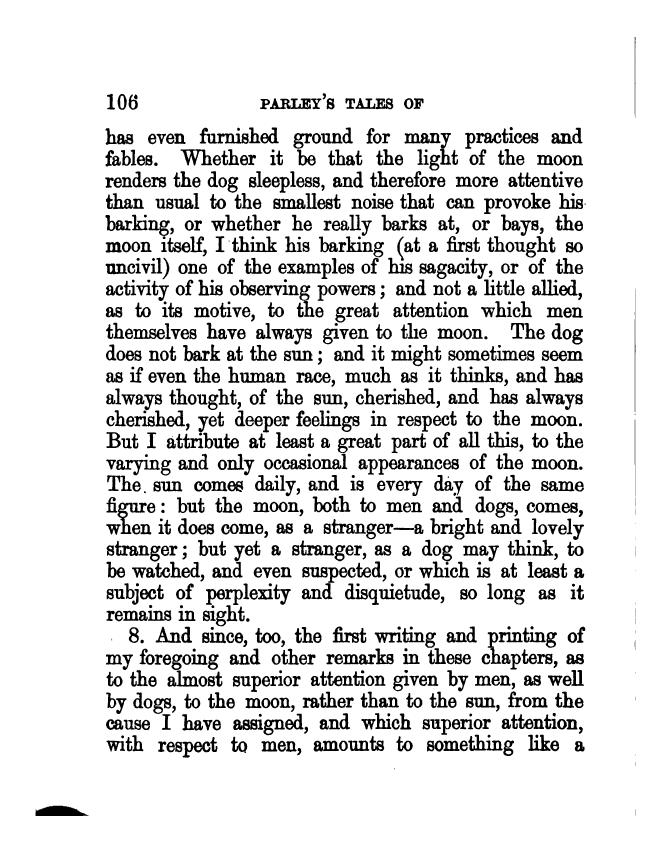 106 PARLEY'S TALES OF
has even furnished ground for many practices and
fables. Whether it be that the light of the moon
renders the dog sleepless, and therefore more attentive
than usual to the smallest noise that can provoke his
barking, or whether he really barks at, or bays, the
moon itself, I think his barking (at a first thought so
uncivil) one of the examples of his sagacity, or of the
activity of his observing powers; and not a little allied,
as to its motive, to the great attention which men
themselves have always given to the moon. The dog
does not bark at the sun; and it might sometimes seem
as if even the human race, much as it thinks, and has
always thought, of the sun, cherished, and has always
cherished, yet deeper feelings in respect to the moon.
But I attribute at least a great part of all this, to the
varying and only occasional appearances of the moon.
The sun comes daily, and is every day of the same
figure: but the moon, both to men and dogs, comes,
when it does come, as a stranger—a bright and lovely
stranger; but yet a stranger, as a dog may think, to
be watched, and even suspected, or which is at least a
subject of perplexity and disquietude, so long as it
remains in sight.
8. And since, too, the first writing and printing of
my foregoing and other remarks in these chapters, as
to the almost superior attention given by men, as well
by dogs, to the moon, rather than to the sun, from the
cause I have assigned, and which superior attention,
with respect to men, amounts to something like a